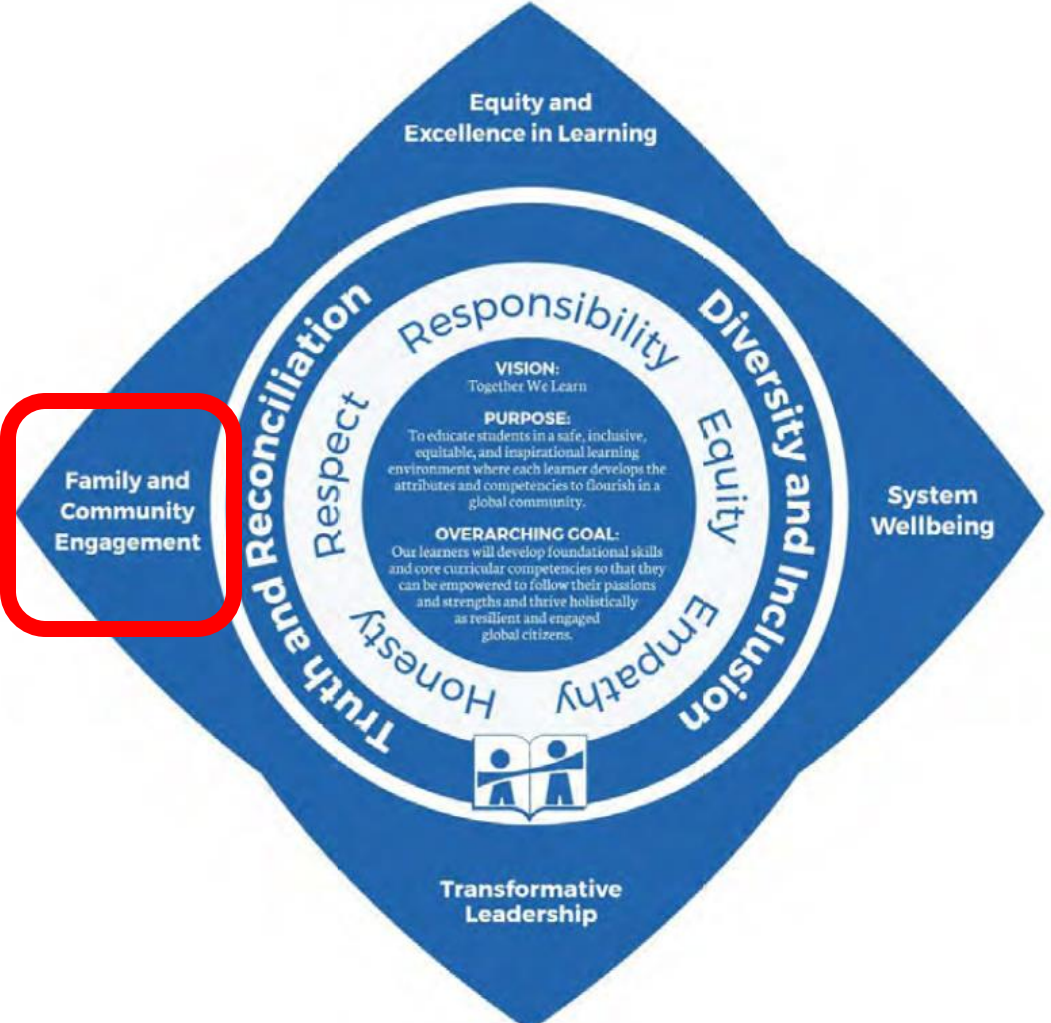 Equity and
Excellence in Learning
Truth and Reconciliation
Diversity and Inclusion
Responsibility
Respect
Equity
Honesty
Empathy
VISION:
Together We Learn
PURPOSE:
To educate students in a safe, inclusive,
equitable, and inspirational learning
environment where each learner develops the
attributes and competencies to flourish in a
global community.
OVERARCHING GOAL:
Our learners will develop foundational skills
and core curricular competencies so that they
can be empowered to follow their passions
and strengths and thrive holistically
as resilient and engaged
global citizens.
Family and
Community
Engagement
System
Wellbeing
Transformative
Leadership